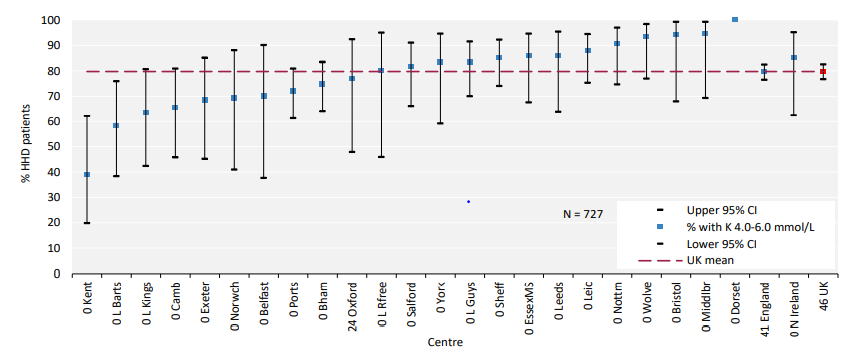 100
90
80
70
60
50
40
30
20
10
0
% HHD patients
N = 727
Upper 95% CI
% with K 4.0-6.0 mmol/L
Lower 95% CI
UK mean
0 Kent
0 L Barts
0 L Kings
0 Camb
0 Exeter
0 Norwch
0 Belfast
0 Ports
0 Bham
24 Oxford
0 L Rfree
0 Salford
0 York
0 L Guys
0 Sheff
0 EssexMS
0 Leeds
0 Leic
0 Nottm
0 Wolve
0 Bristol
0 Middlbr
0 Dorset
41 England
0 N Ireland
46 UK
Centre